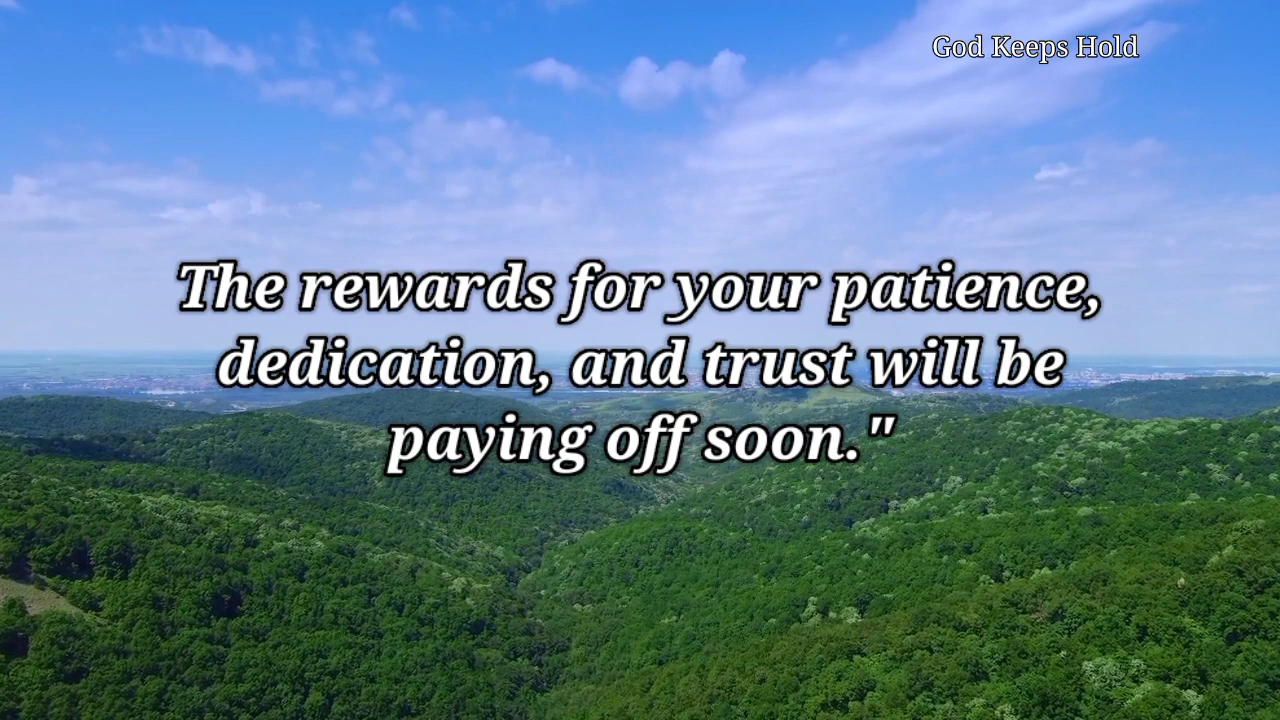 God Keeps Hold
The rewards for your patience,
dedication, and trust will be
paying off soon."